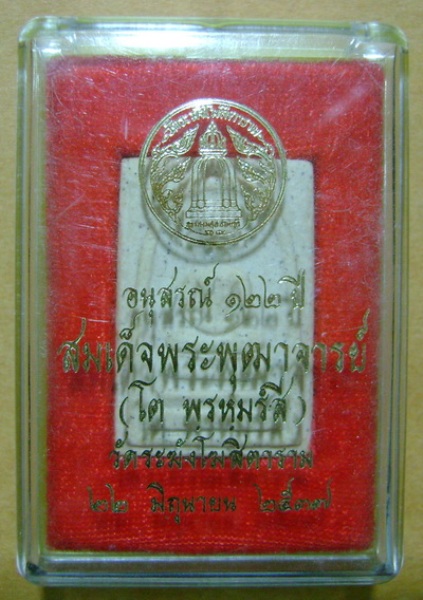 อนุสรณ์ ๑๒๒ ปี
สมเด็จพระพุฒาจารย์
(โต พฺรหฺมรํสี)
วัดระฆังโฆสิตาราม
๒๒ มิถุนายน ๒๕๓๗